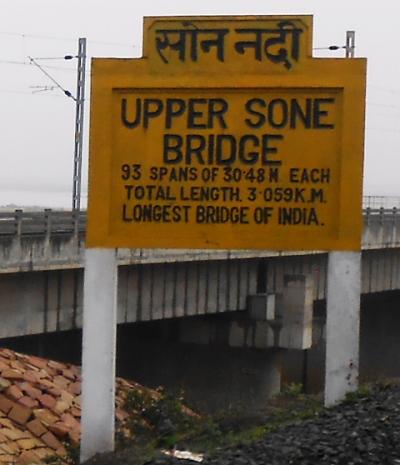 सोन नदी
UPPER SONE
BRIDGE
93 SPANS OF 30·48 M EACH
TOTAL LENGTH. 3·059 K.M.
LONGEST BRIDGE OF INDIA.